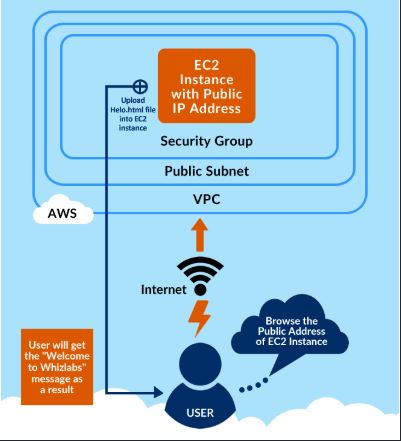 EC2
Instance
with Public
IP Address
Upload
Helo.html file
into EC2
instance
Security Group
Public Subnet
VPC
AWS
Internet
Browse the
Public Address
of EC2 Instance
User will get
the "Welcome
to Whizlabs"
message as
a result
USER